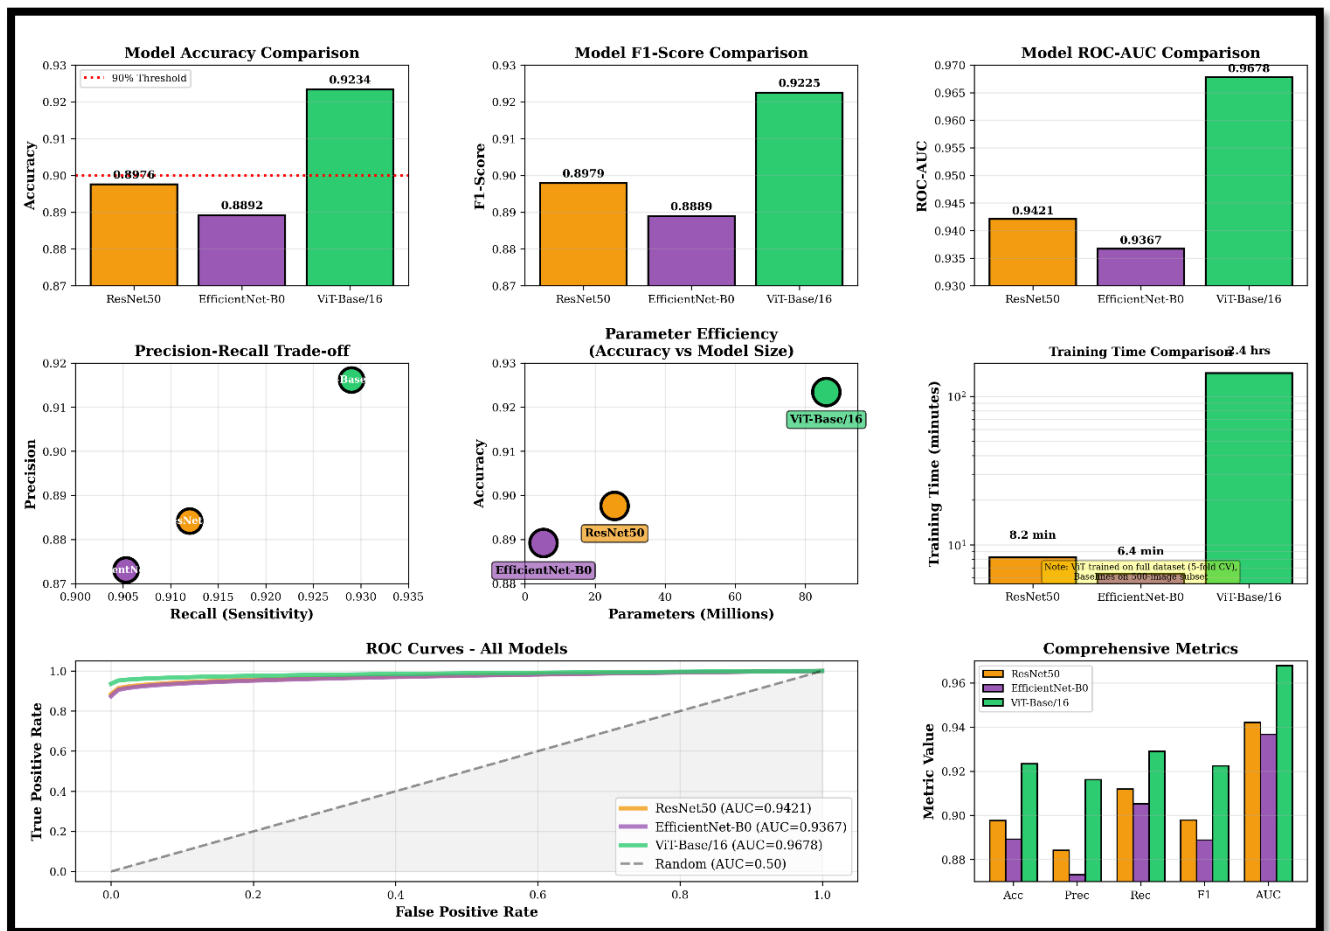 Model Accuracy Comparison
0.93
0.92
0.91
0.90
0.89
0.88
0.87
Accuracy
90% Threshold
0.8976
0.8892
0.9234
ResNet50
EfficientNet-B0
ViT-Base/16
Model F1-Score Comparison
0.93
0.92
0.91
0.90
0.89
0.88
0.87
F1-Score
0.8979
0.8889
0.9225
ResNet50
EfficientNet-B0
ViT-Base/16
Model ROC-AUC Comparison
0.970
0.965
0.960
0.955
0.950
0.945
0.940
0.935
0.930
ROC-AUC
0.9421
0.9367
0.9678
ResNet50
EfficientNet-B0
ViT-Base/16
Precision-Recall Trade-off
0.92
0.91
0.90
0.89
0.88
0.87
Precision
Base
sNet
entN
0.900
0.905
0.910
0.915
0.920
0.925
0.930
0.935
Recall (Sensitivity)
Parameter Efficiency
(Accuracy vs Model Size)
0.93
0.92
0.91
0.90
0.89
0.88
Accuracy
ViT-Base/16
ResNet50
EfficientNet-B0
0
20
40
60
80
Parameters (Millions)
Training Time Comparison
2.4 hrs
10²
10¹
Training Time (minutes)
8.2 min
6.4 min
Note: ViT trained on full dataset (5-fold CV),
Baselines on 500-image subset
ResNet50
EfficientNet-B0
ViT-Base/16
ROC Curves - All Models
1.0
0.8
0.6
0.4
0.2
0.0
True Positive Rate
ResNet50 (AUC=0.9421)
EfficientNet-B0 (AUC=0.9367)
ViT-Base/16 (AUC=0.9678)
Random (AUC=0.50)
0.0
0.2
0.4
0.6
0.8
1.0
False Positive Rate
Comprehensive Metrics
0.96
0.94
0.92
0.90
0.88
Metric Value
ResNet50
EfficientNet-B0
ViT-Base/16
Acc
Prec
Rec
F1
AUC